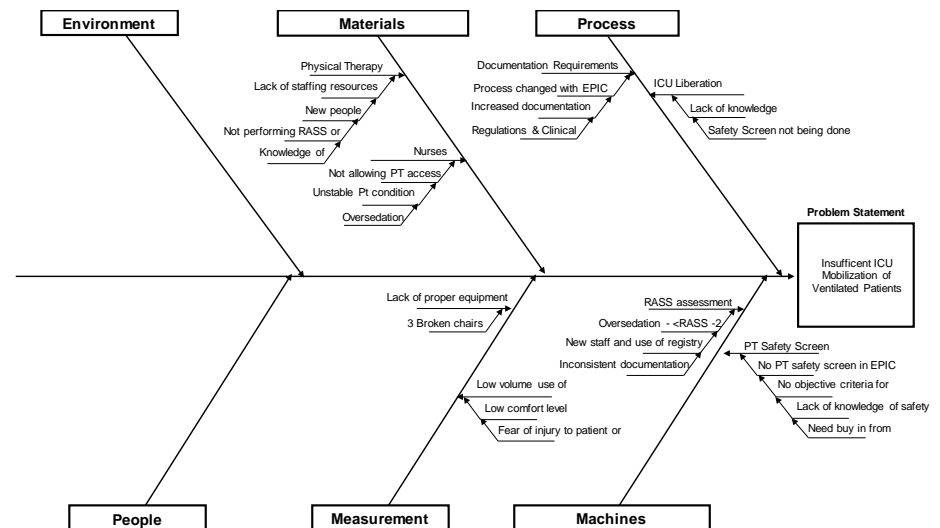 Environment
Materials
Process
Physical Therapy
Lack of staffing resources
New people
Not performing RASS or
Knowledge of
Nurses
Not allowing PT access
Unstable Pt condition
Oversedation
Documentation Requirements
Process changed with EPIC
Increased documentation
Regulations & Clinical
ICU Liberation
Lack of knowledge
Safety Screen not being done
Problem Statement
Insufficent ICU
Mobilization of
Ventilated Patients
Lack of proper equipment
3 Broken chairs
Low volume use of
Low comfort level
Fear of injury to patient or
RASS assessment
Oversedation - <RASS -2
New staff and use of registry
Inconsistent documentation
PT Safety Screen
No PT safety screen in EPIC
No objective criteria for
Lack of knowledge of safety
Need buy in from
People
Measurement
Machines